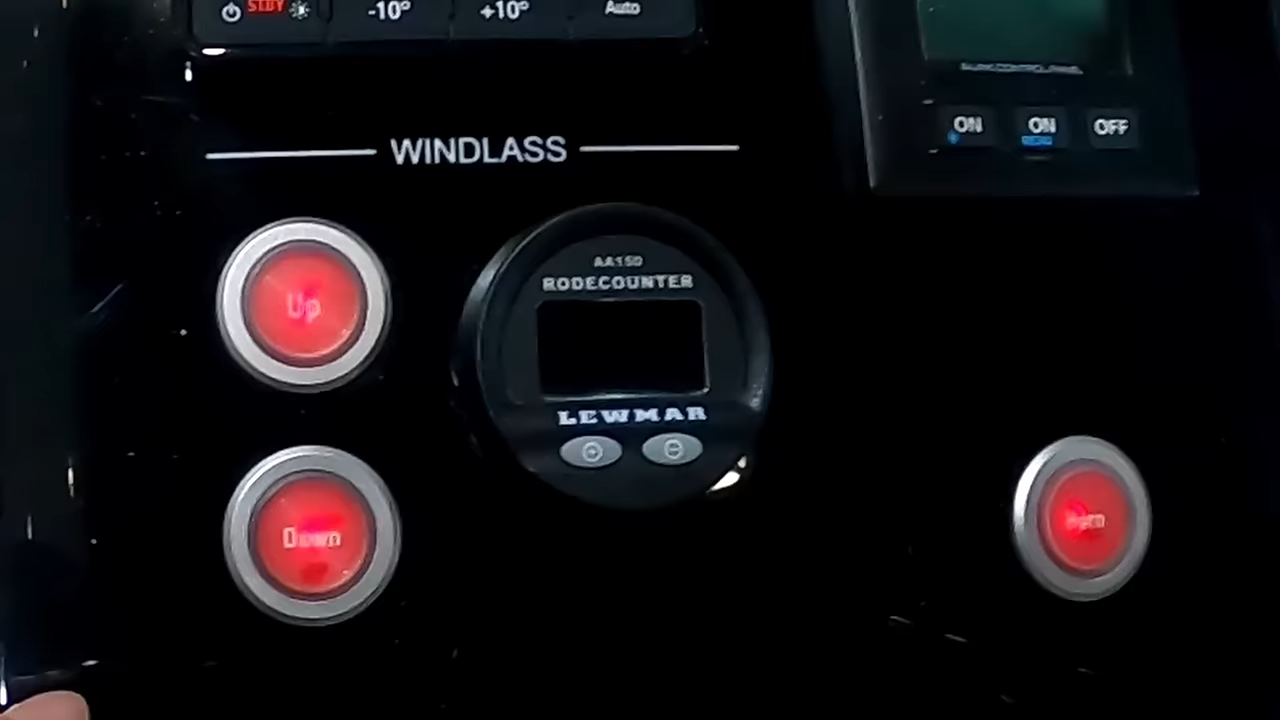 STBY
-10°
+10°
Auto
ON
ON
OFF
WINDLASS
Up
AA150
RODECOUNTER
LEWMAR
Down